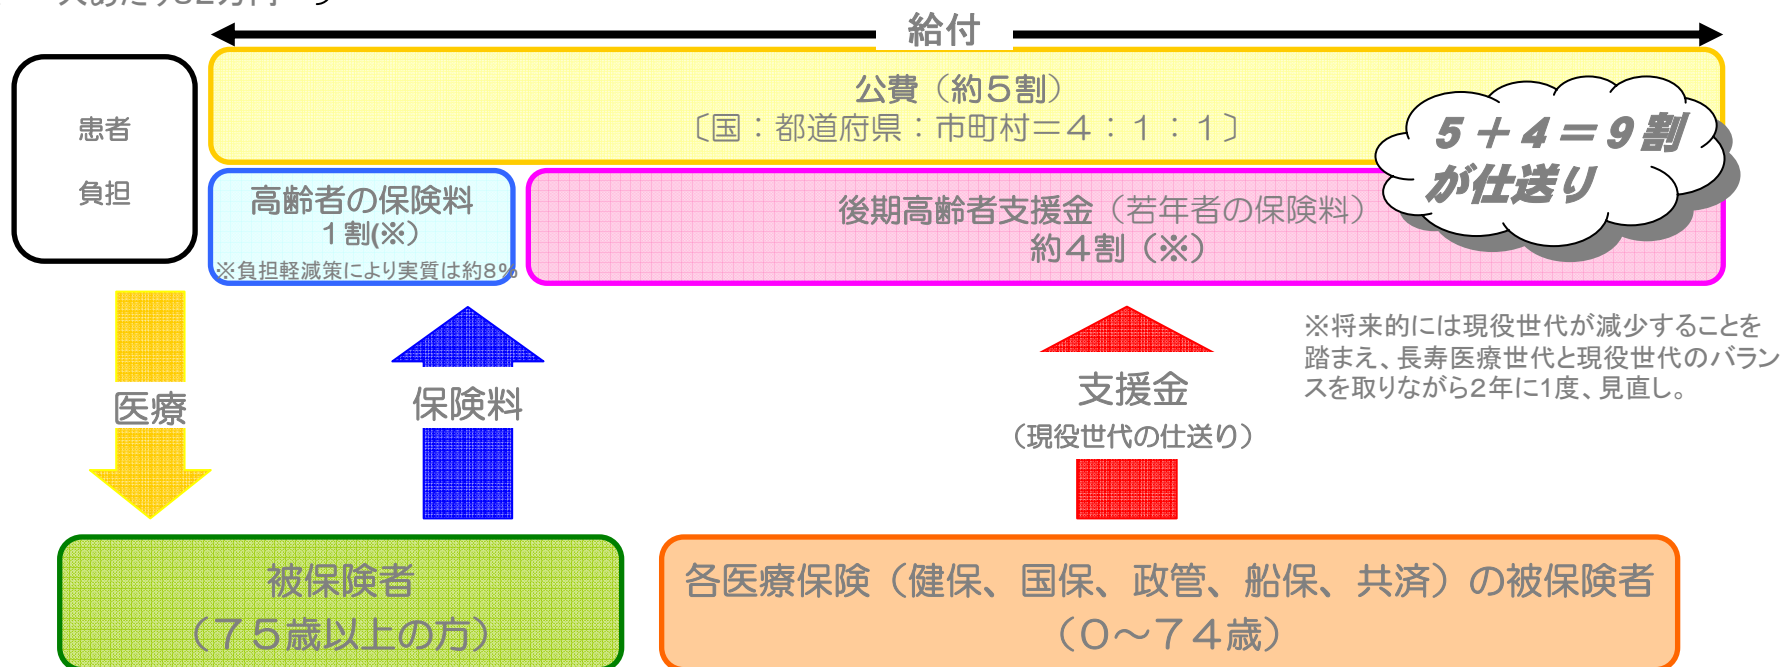 給付
患者
負担
公費（約５割）
〔国：都道府県：市町村＝４：１：１〕
５＋４＝９割
が仕送り
高齢者の保険料
１割(※)
※負担軽減策により実質は約8%
後期高齢者支援金（若年者の保険料）
約４割（※）
※将来的には現役世代が減少することを
踏まえ、長寿医療世代と現役世代のバラン
スを取りながら２年に１度、見直し。
医療
保険料
支援金
（現役世代の仕送り）
被保険者
（７５歳以上の方）
各医療保険（健保、国保、政管、船保、共済）の被保険者
（０～７４歳）